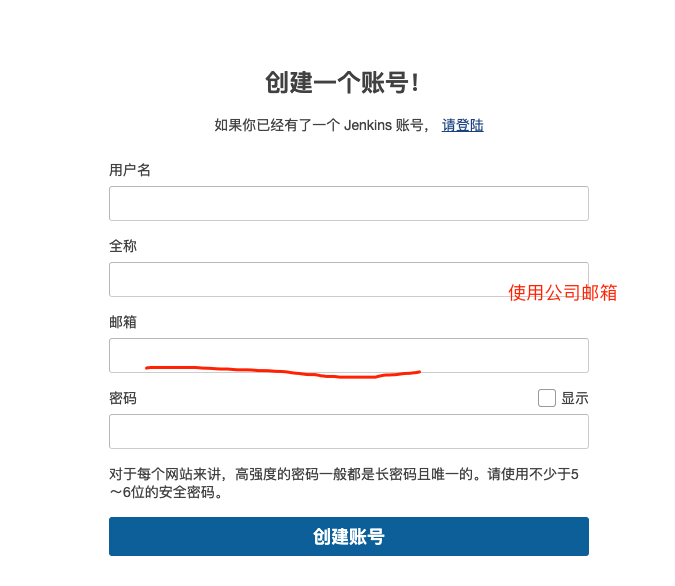 创建一个账号！
如果你已经有了一个 Jenkins 账号， 请登陆
用户名
全称
使用公司邮箱
邮箱
密码
显示
对于每个网站来讲，高强度的密码一般都是长密码且唯一的。请使用不少于5
～6位的安全密码。
创建账号